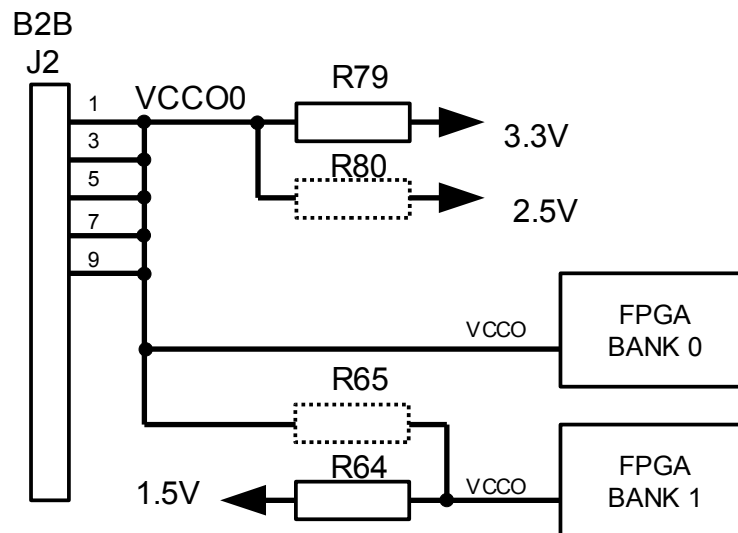 B2B
J2
1
3
5
7
9
VCCO0
R79
3.3V
R80
2.5V
VCCO
FPGA
BANK 0
R65
1.5V
R64
VCCO
FPGA
BANK 1